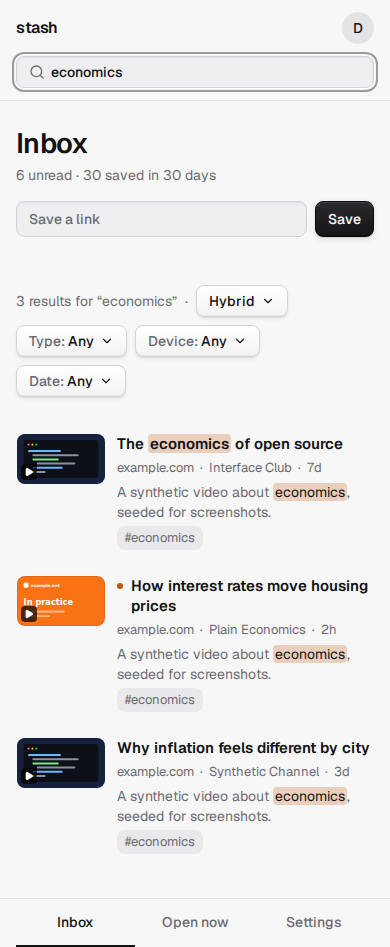 stash
D
economics
Inbox
6 unread · 30 saved in 30 days
Save a link
Save
3 results for “economics” ·
Hybrid
Type: Any
Device: Any
Date: Any
The economics of open source
example.com · Interface Club · 7d
A synthetic video about economics,
seeded for screenshots.
#economics
example.net
In practice
How interest rates move housing
prices
example.com · Plain Economics · 2h
A synthetic video about economics,
seeded for screenshots.
#economics
Why inflation feels different by city
example.com · Synthetic Channel · 3d
A synthetic video about economics,
seeded for screenshots.
#economics
Inbox
Open now
Settings